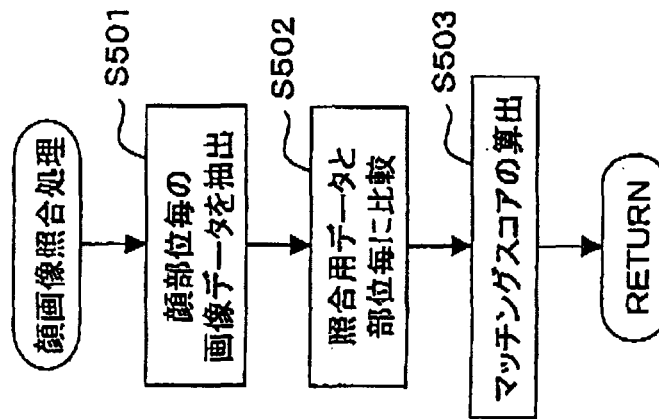 顔画像照合処理
S501
顔部位毎の
画像データを抽出
S502
照合用データと
部位毎に比較
S503
マッチングスコアの算出
RETURN